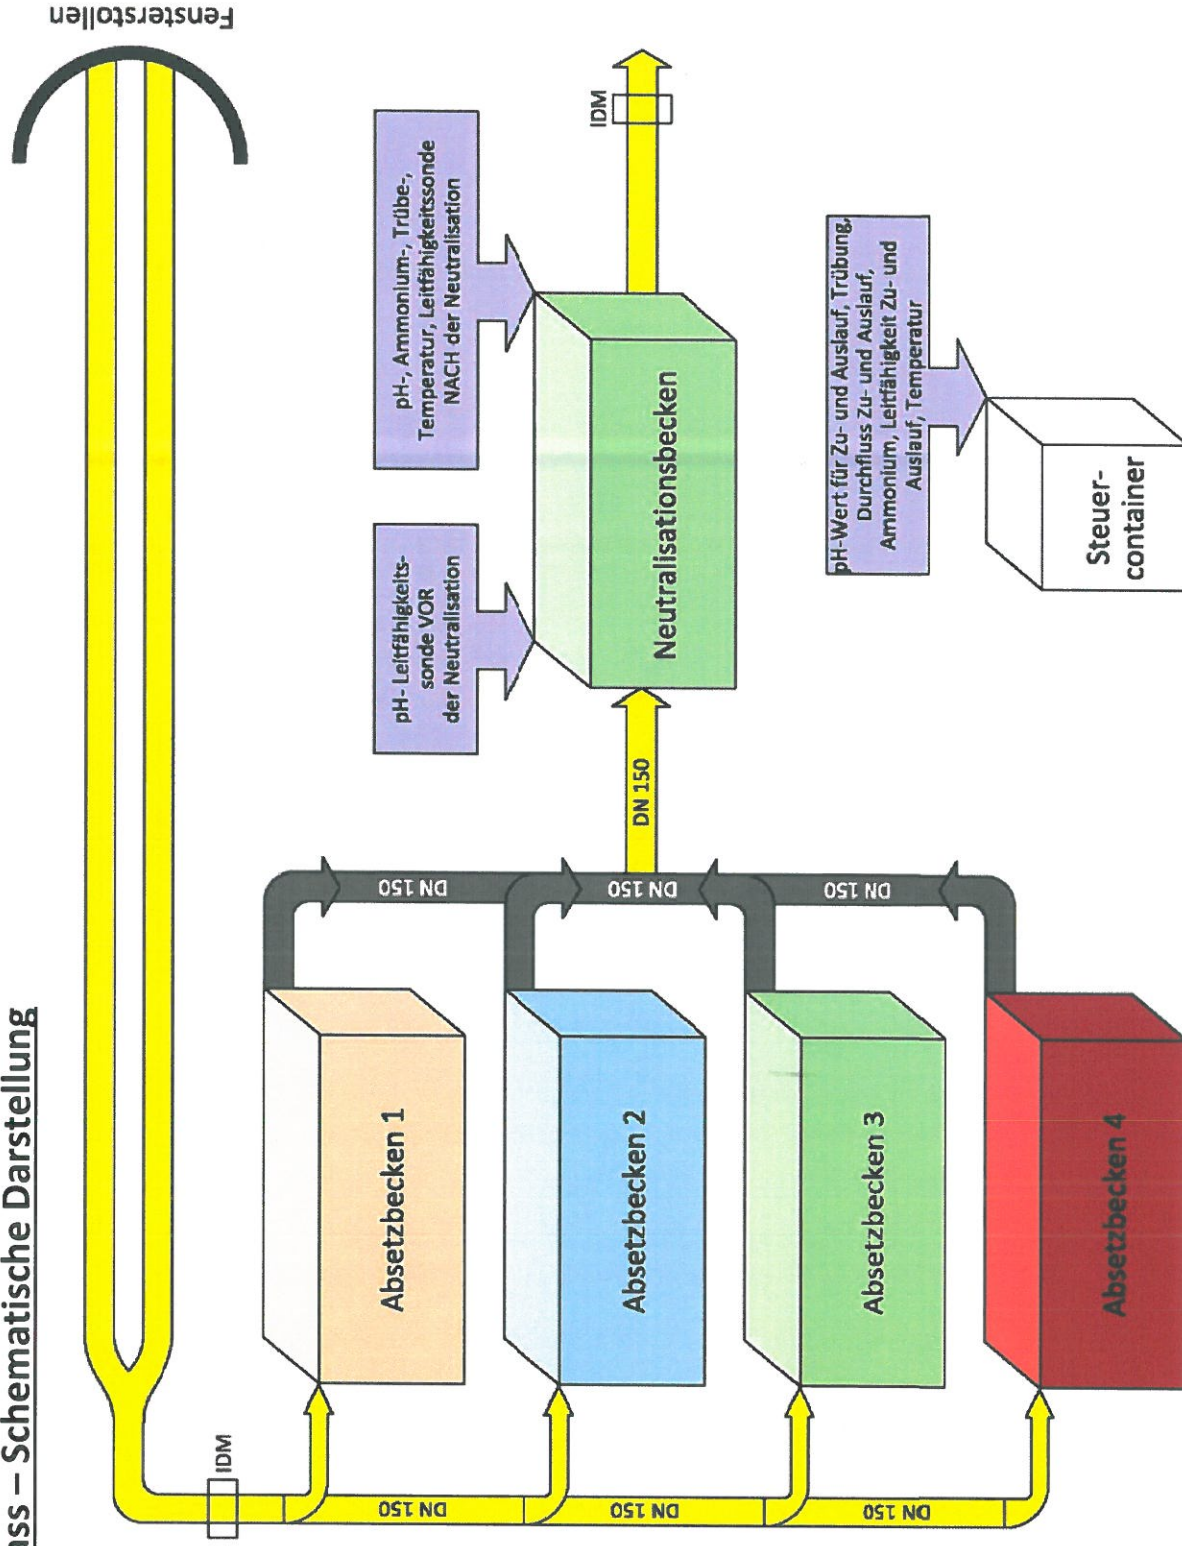 – Schematische Darstellung
Fensterstollen
IDM
DN 150
DN 150
DN 150
Absetzbecken 1
Absetzbecken 2
Absetzbecken 3
Absetzbecken 4
DN 150
DN 150
DN 150
DN 150
pH- Leitfähigkeits-
sonde VOR
der Neutralisation
pH-, Ammonium-, Trübe-,
Temperatur, Leitfähigkeitssonde
NACH der Neutralisation
Neutralisationsbecken
IDM
pH-Wert für Zu- und Auslauf, Trübung,
Durchfluss Zu- und Auslauf,
Ammonium, Leitfähigkeit Zu- und
Auslauf, Temperatur
Steuer-
container